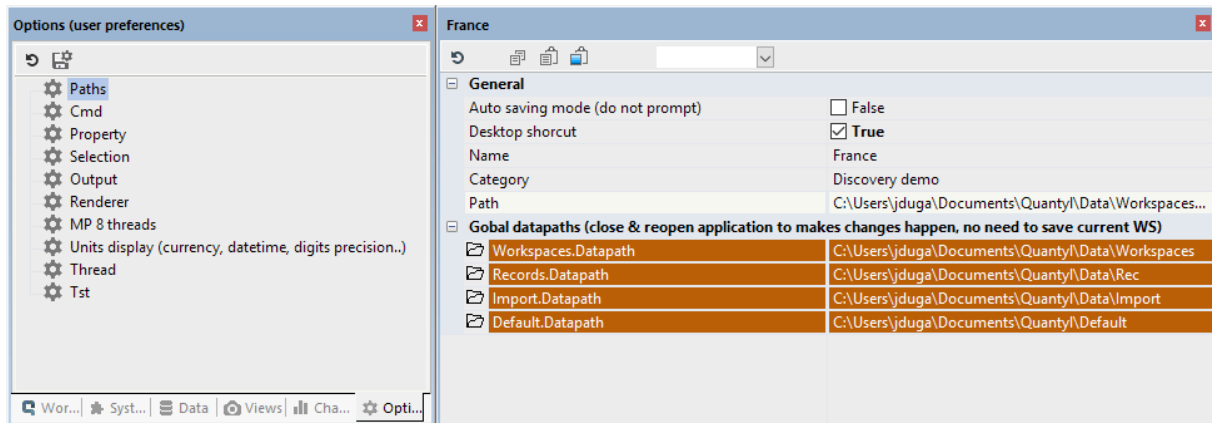 Options (user preferences)
Paths
Cmd
Property
Selection
Output
Renderer
MP 8 threads
Units display (currency, datetime, digits precision..)
Thread
Tst
Wor... Syst... Data Views Cha... Opti...
France
General
Auto saving mode (do not prompt) False
Desktop shorcut True
Name France
Category Discovery demo
Path C:\Users\jduga\Documents\Quantyl\Data\Workspaces...
Gobal datapaths (close & reopen application to makes changes happen, no need to save current WS)
Workspaces.Datapath C:\Users\jduga\Documents\Quantyl\Data\Workspaces
Records.Datapath C:\Users\jduga\Documents\Quantyl\Data\Rec
Import.Datapath C:\Users\jduga\Documents\Quantyl\Data\Import
Default.Datapath C:\Users\jduga\Documents\Quantyl\Default